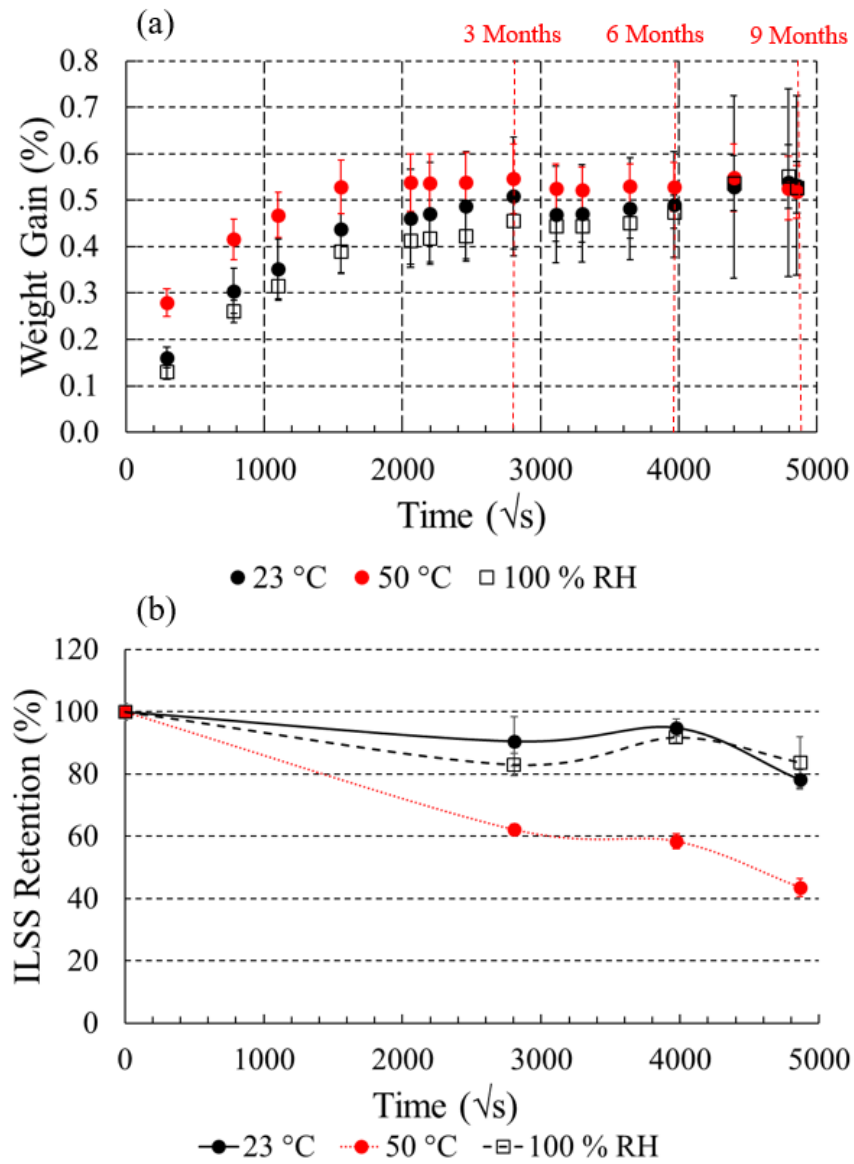 (a)
3 Months 6 Months 9 Months
0.8
0.7
0.6
0.5
0.4
0.3
0.2
0.1
0.0
Weight Gain (%)
0 1000 2000 3000 4000 5000
Time (√s)
23 °C 50 °C 100 % RH
(b)
120
100
80
60
40
20
0
ILSS Retention (%)
0 1000 2000 3000 4000 5000
Time (√s)
23 °C 50 °C 100 % RH